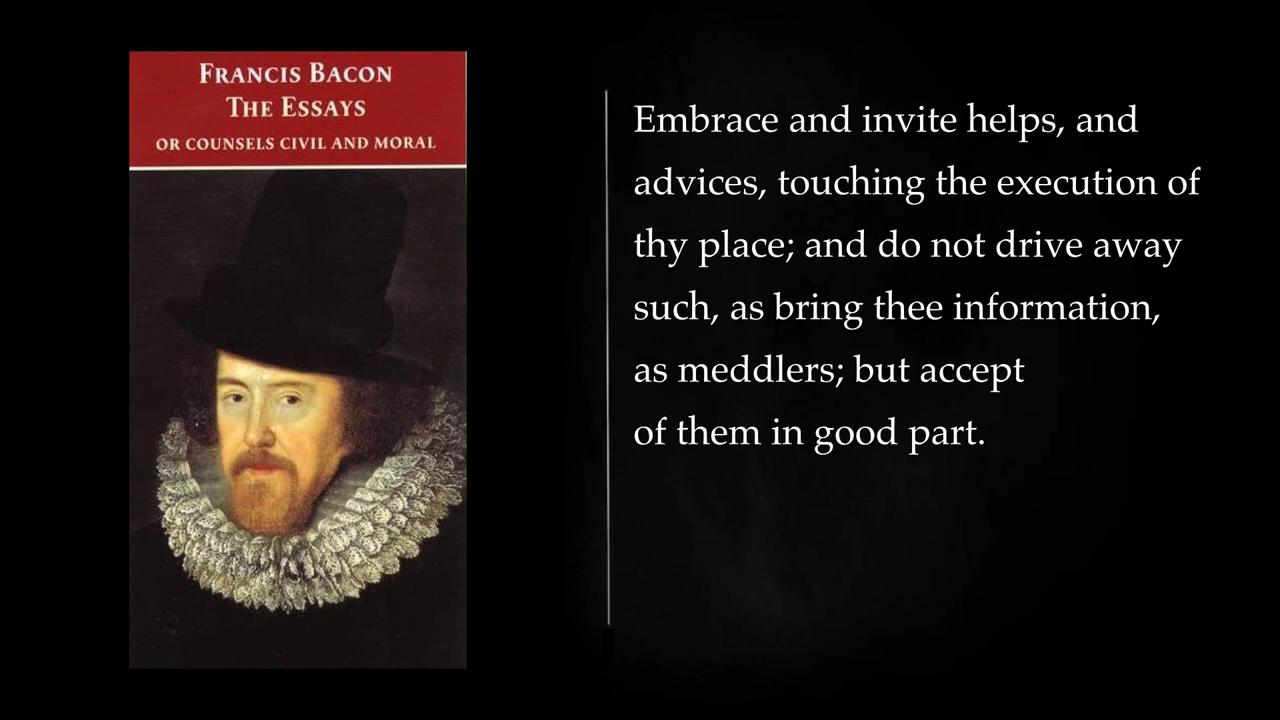 FRANCIS BACON
THE ESSAYS
OR COUNSELS CIVIL AND MORAL
Embrace and invite helps, and
advices, touching the execution of
thy place; and do not drive away
such, as bring thee information,
as meddlers; but accept
of them in good part.